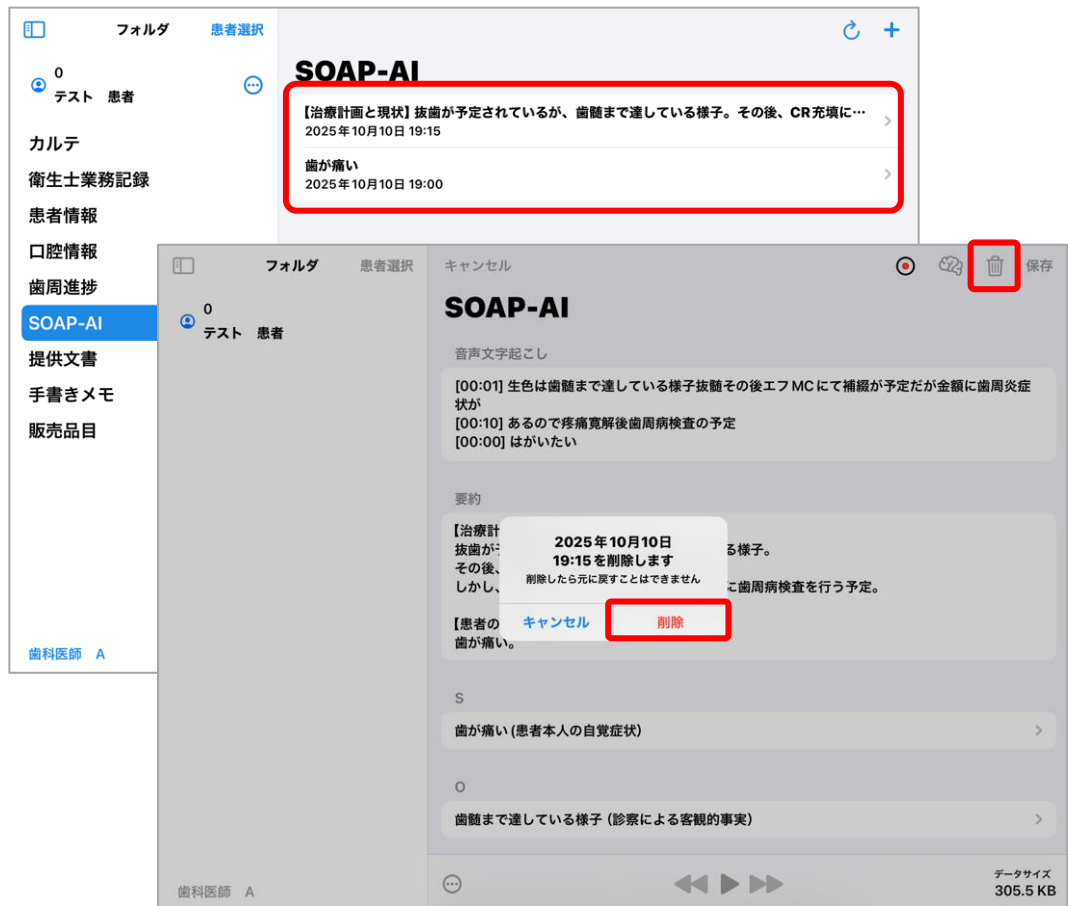 フォルダ 患者選択
0
テスト 患者
カルテ
衛生士業務記録
患者情報
口腔情報
歯周進捗
SOAP-AI
提供文書
手書きメモ
販売品目
歯科医師 A
SOAP-AI
【治療計画と現状】抜歯が予定されているが、歯髄まで達している様子。その後、CR充填に…
2025年10月10日 19:15
歯が痛い
2025年10月10日 19:00
フォルダ 患者選択
0
テスト 患者
歯科医師 A
キャンセル 保存
SOAP-AI
音声文字起こし
[00:01] 生色は歯髄まで達している様子抜髄その後エフMCにて補綴が予定だが金額に歯周炎症
状が
[00:10] あるので疼痛寛解後歯周病検査の予定
[00:00] はがいたい
要約
【治療計
抜歯が る様子。
その後、
しかし、 に歯周病検査を行う予定。
【患者の
歯が痛い。
2025年10月10日
19:15を削除します
削除したら元に戻すことはできません
キャンセル 削除
S
歯が痛い(患者本人の自覚症状)
O
歯髄まで達している様子(診察による客観的事実)
データサイズ
305.5 KB